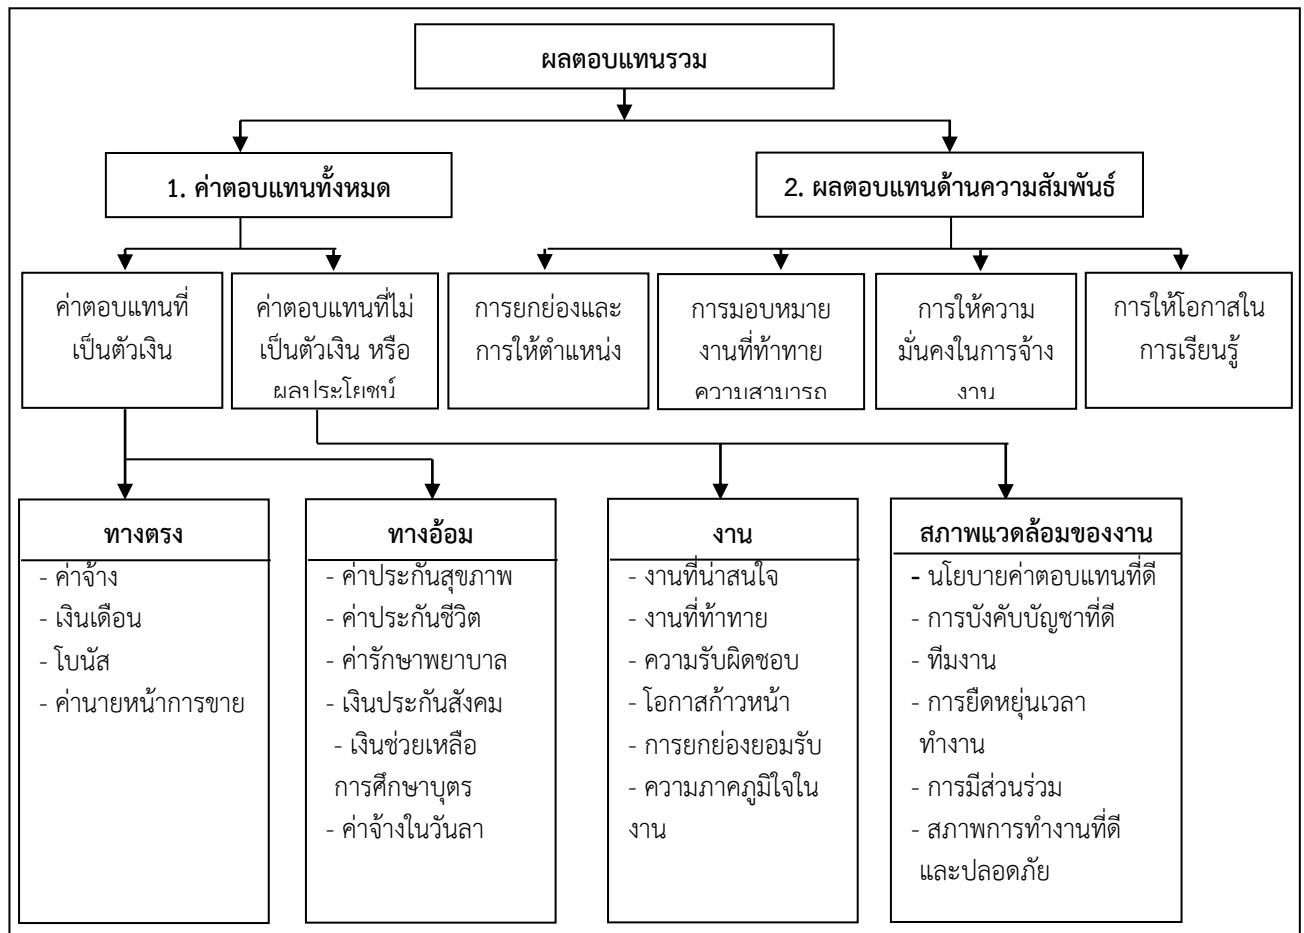 ผลตอบแทนรวม
1. ค่าตอบแทนทั้งหมด
2. ผลตอบแทนด้านความสัมพันธ์
ค่าตอบแทนที่
เป็นตัวเงิน
ค่าตอบแทนที่ไม่
เป็นตัวเงิน หรือ
ผลประโยชน์
การยกย่องและ
การให้ตำแหน่ง
การมอบหมาย
งานที่ท้าทาย
ความสามารถ
การให้ความ
มั่นคงในการจ้าง
งาน
การให้โอกาสใน
การเรียนรู้
ทางตรง
- ค่าจ้าง
- เงินเดือน
- โบนัส
- ค่านายหน้าการขาย
ทางอ้อม
- ค่าประกันสุขภาพ
- ค่าประกันชีวิต
- ค่ารักษาพยาบาล
- เงินประกันสังคม
- เงินช่วยเหลือ
การศึกษาบุตร
- ค่าจ้างในวันลา
งาน
- งานที่น่าสนใจ
- งานที่ท้าทาย
- ความรับผิดชอบ
- โอกาสก้าวหน้า
- การยกย่องยอมรับ
- ความภาคภูมิใจใน
งาน
สภาพแวดล้อมของงาน
- นโยบายค่าตอบแทนที่ดี
- การบังคับบัญชาที่ดี
- ทีมงาน
- การยืดหยุ่นเวลา
ทำงาน
- การมีส่วนร่วม
- สภาพการทำงานที่ดี
และปลอดภัย